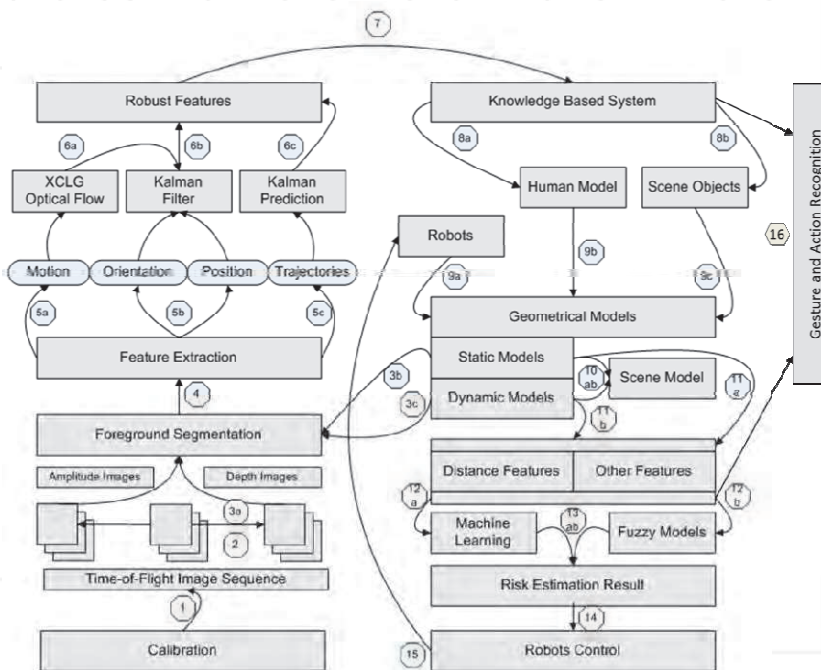 7
Robust Features
Knowledge Based System
6a
6b
6c
8a
8b
XCLG
Optical Flow
Kalman
Filter
Kalman
Prediction
Human Model
Scene Objects
Robots
16
Gesture and Action Recognition
9b
Motion
Orientation
Position
Trajectories
9a
9c
5a
5b
5c
Geometrical Models
Feature Extraction
Static Models
3b
10
ab
Scene Model
11
a
4
3c
Dynamic Models
11
b
Foreground Segmentation
Amplitude Images
Depth Images
Distance Features
Other Features
12
a
12
b
3a
2
Machine
Learning
13
ab
Fuzzy Models
Time-of-Flight Image Sequence
Risk Estimation Result
1
14
Calibration
15
Robots Control